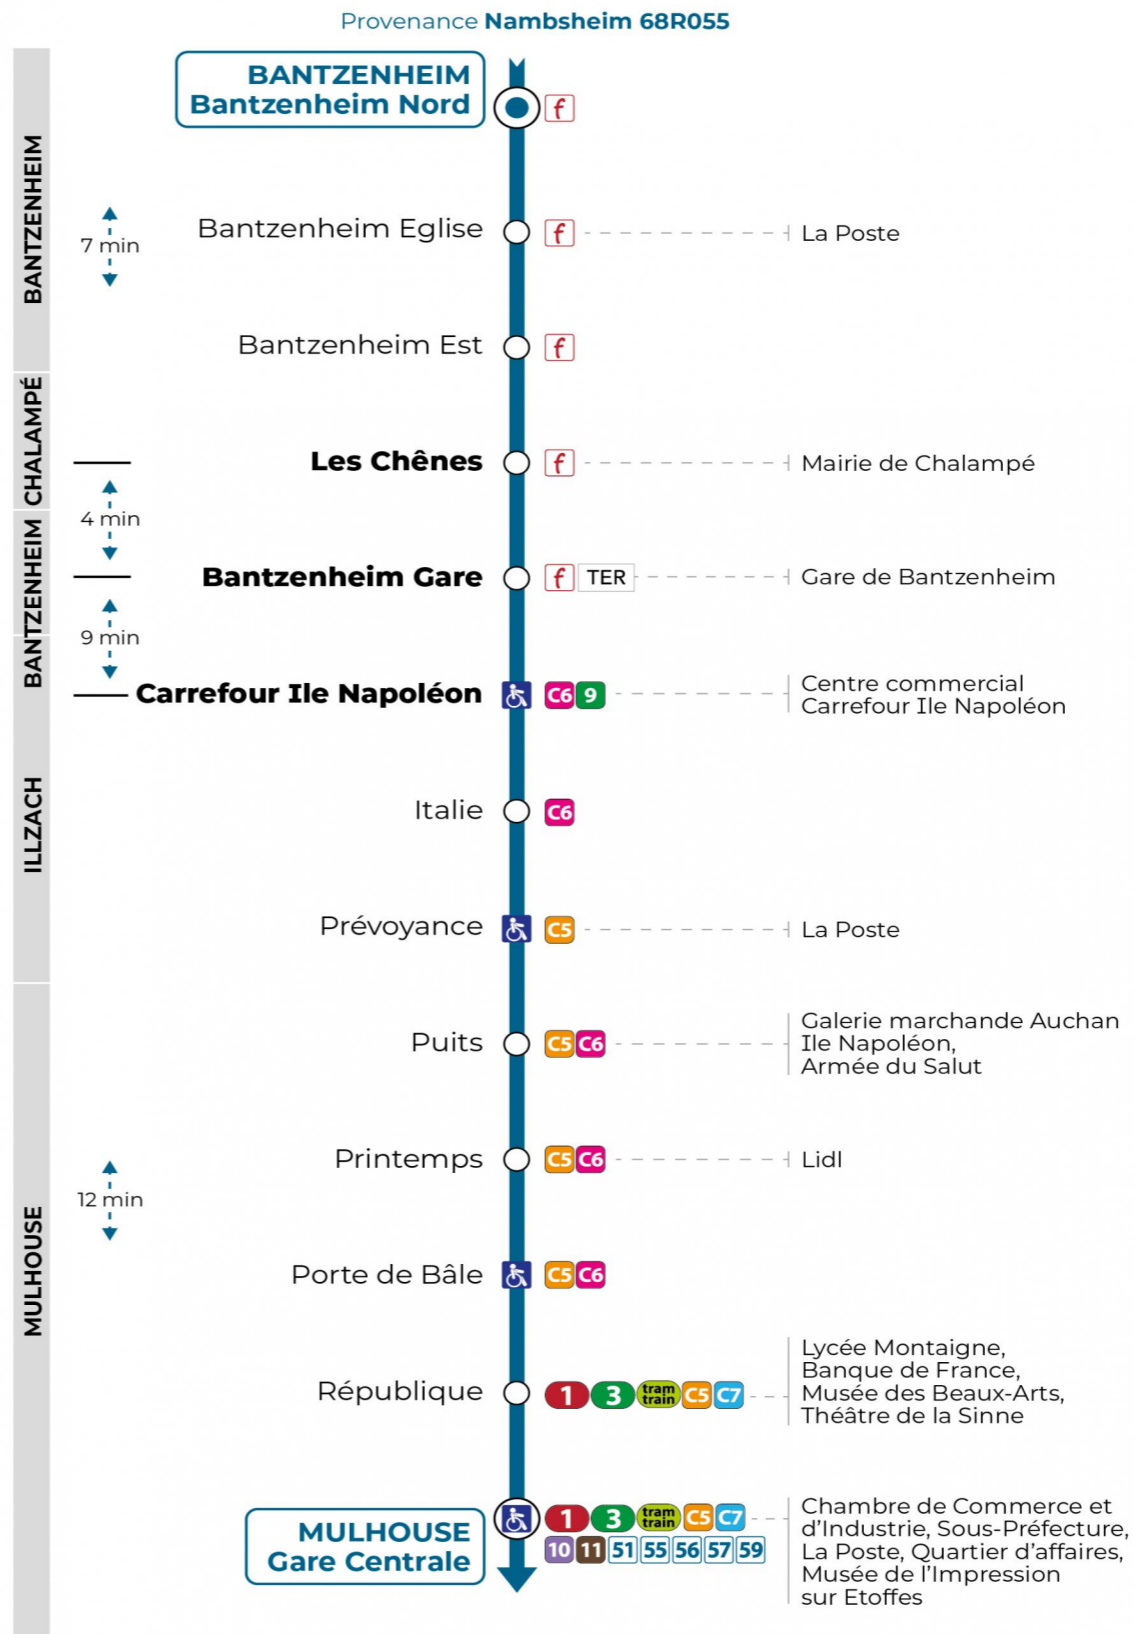 Provenance Nambsheim 68R055
BANTZENHEIM
BANTZENHEIM
Bantzenheim Nord
f
7 min
Bantzenheim Eglise
f
La Poste
Bantzenheim Est
f
CHALAMPÉ
Les Chênes
f
Mairie de Chalampé
4 min
BANTZENHEIM
Bantzenheim Gare
f TER
Gare de Bantzenheim
9 min
Carrefour Ile Napoléon
C6 9
Centre commercial
Carrefour Ile Napoléon
ILLZACH
Italie
C6
Prévoyance
C5
La Poste
MULHOUSE
Puits
C5 C6
Galerie marchande Auchan
Ile Napoléon,
Armée du Salut
Printemps
C5 C6
Lidl
12 min
Porte de Bâle
C5 C6
République
1 3 tram train C5 C7
Lycée Montaigne,
Banque de France,
Musée des Beaux-Arts,
Théâtre de la Sinne
MULHOUSE
Gare Centrale
1 3 tram train C5 C7
10 11 51 55 56 57 59
Chambre de Commerce et
d'Industrie, Sous-Préfecture,
La Poste, Quartier d'affaires,
Musée de l'Impression
sur Etoffes